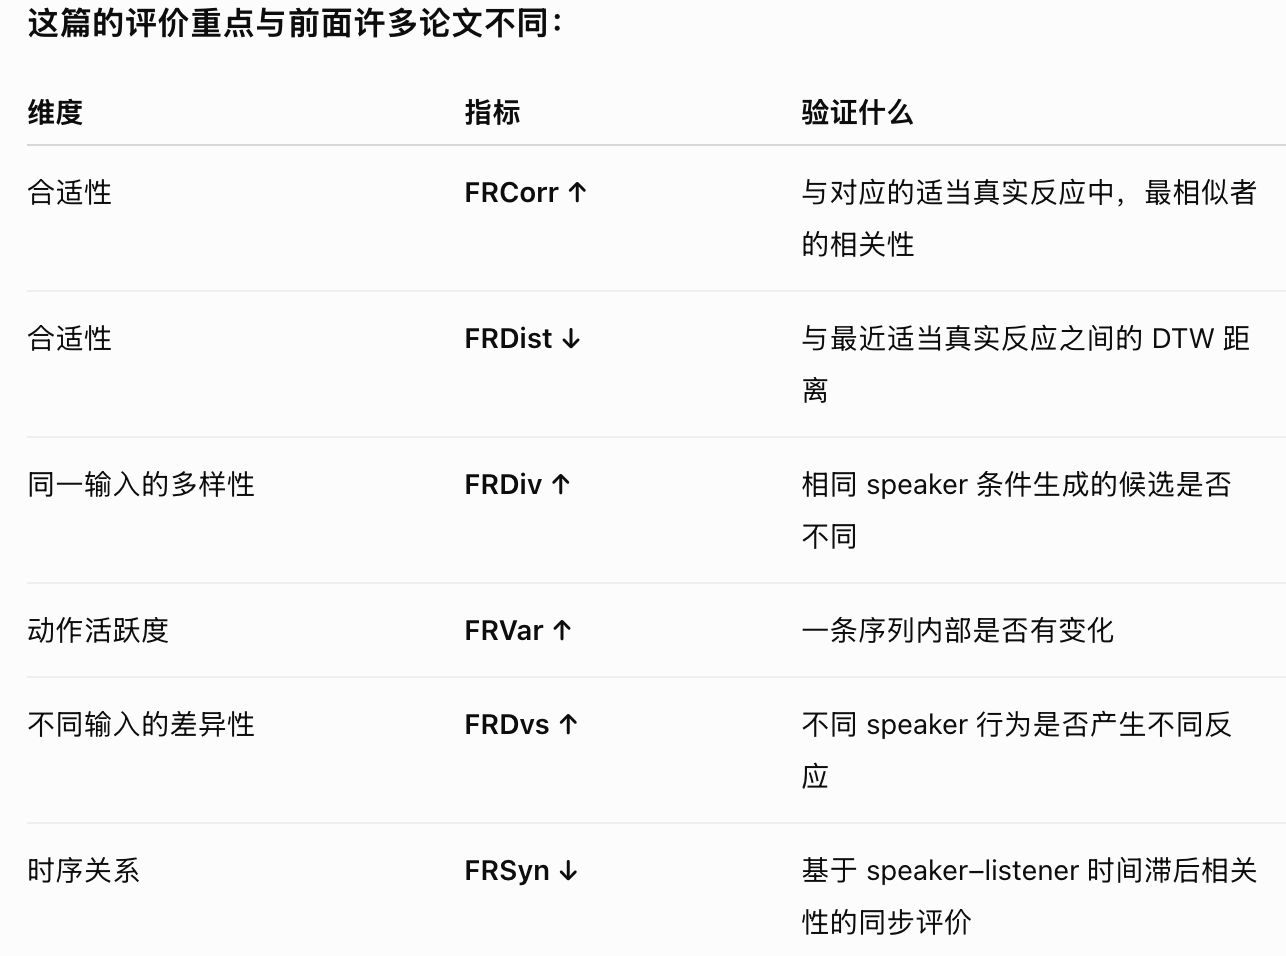 这篇的评价重点与前面许多论文不同：
维度 指标 验证什么
合适性 FRCorr ↑ 与对应的适当真实反应中，最相似者
的相关性
合适性 FRDist ↓ 与最近适当真实反应之间的 DTW 距
离
同一输入的多样性 FRDiv ↑ 相同 speaker 条件生成的候选是否
不同
动作活跃度 FRVar ↑ 一条序列内部是否有变化
不同输入的差异性 FRDvs ↑ 不同 speaker 行为是否产生不同反
应
时序关系 FRSyn ↓ 基于 speaker–listener 时间滞后相关
性的同步评价